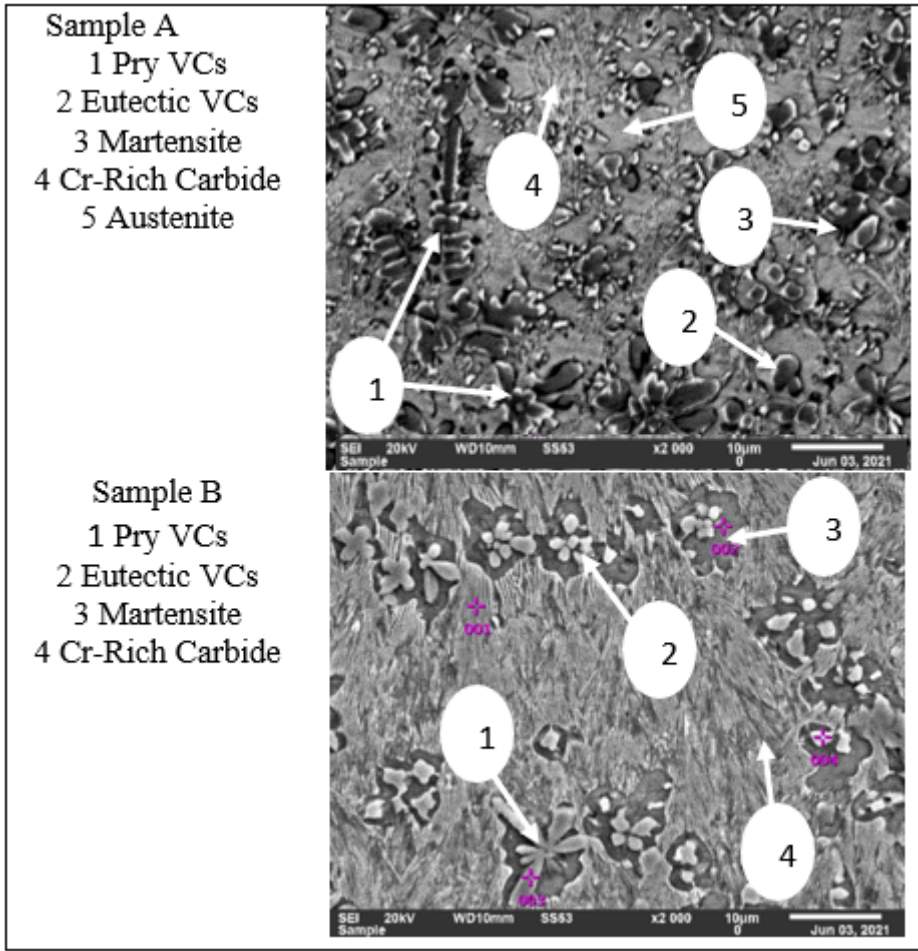 Sample A
1 Pry VCs
2 Eutectic VCs
3 Martensite
4 Cr-Rich Carbide
5 Austenite
5
4
3
2
1
SEI 20kV WD10mm SS53 x2 000 10μm
Sample 0 Jun 03, 2021
Sample B
1 Pry VCs
2 Eutectic VCs
3 Martensite
4 Cr-Rich Carbide
3
002
001
2
1
004
4
003
SEI 20kV WD10mm SS53 x2 000 10μm
Sample 0 Jun 03, 2021